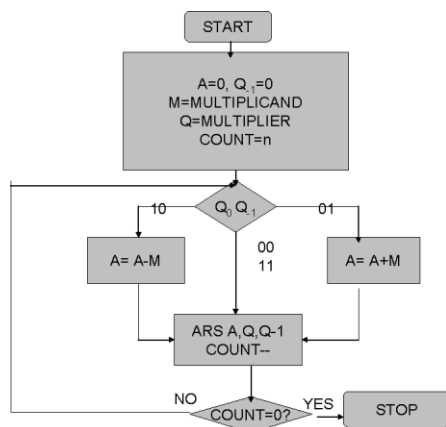 START
A=0, Q-1=0
M=MULTIPLICAND
Q=MULTIPLIER
COUNT=n
10
Q0 Q-1
01
A= A-M
00
11
A= A+M
ARS A,Q,Q-1
COUNT--
NO
COUNT=0?
YES
STOP